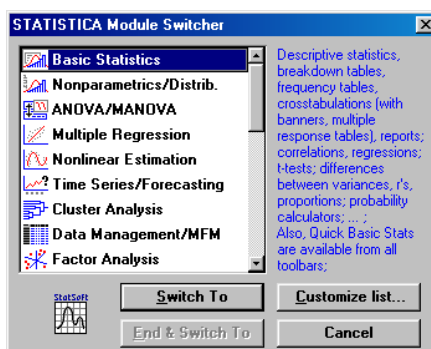 STATISTICA Module Switcher
Basic Statistics
Nonparametrics/Distrib.
ANOVA/MANOVA
Multiple Regression
Nonlinear Estimation
Time Series/Forecasting
Cluster Analysis
Data Management/MFM
Factor Analysis
Descriptive statistics,
breakdown tables,
frequency tables,
crosstabulations (with
banners, multiple
response tables), reports;
correlations, regressions;
t-tests; differences
between variances, r's,
proportions; probability
calculators; ... ;
Also, Quick Basic Stats
are available from all
toolbars;
StatSoft
Switch To
Customize list...
End & Switch To
Cancel